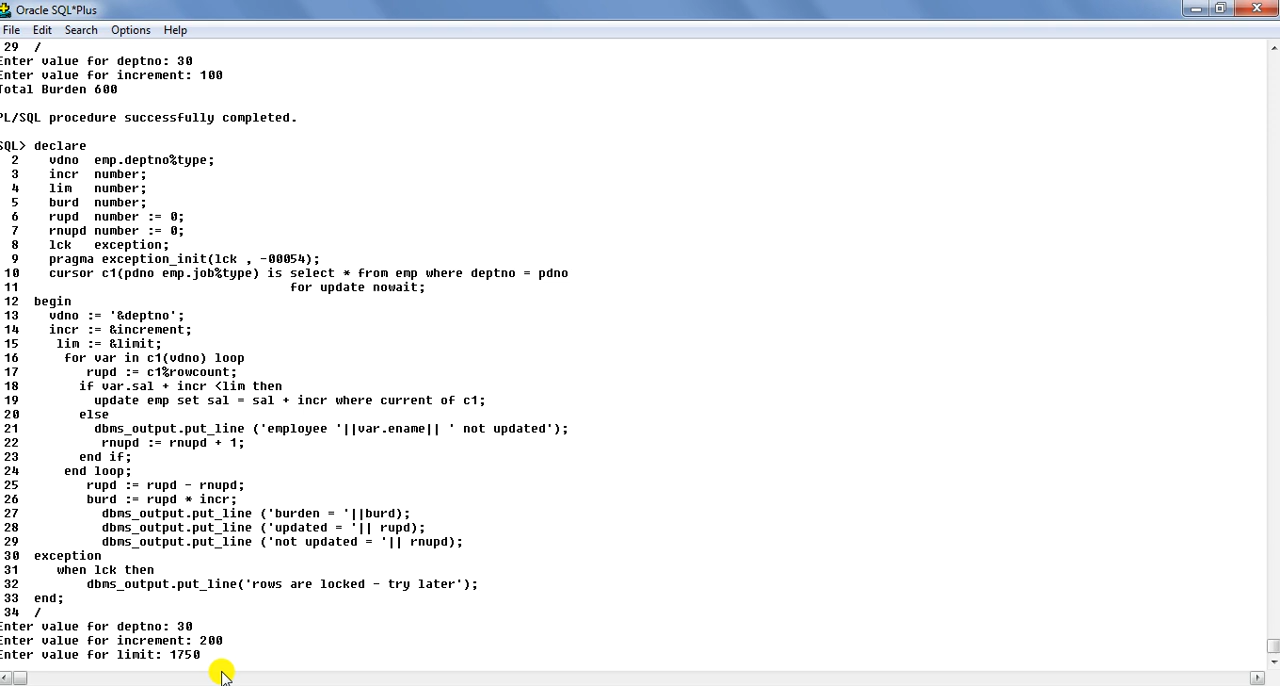 Oracle SQL*Plus
File Edit Search Options Help
29 /
Enter value for deptno: 30
Enter value for increment: 100
Total Burden 600
PL/SQL procedure successfully completed.
SQL> declare
2 vdno emp.deptno%type;
3 incr number;
4 lim number;
5 burd number;
6 rupd number := 0;
7 rnupd number := 0;
8 lck exception;
9 pragma exception_init(lck , -00054);
10 cursor c1(pdno emp.job%type) is select * from emp where deptno = pdno
11 for update nowait;
12 begin
13 vdno := '&deptno';
14 incr := &increment;
15 lim := &limit;
16 for var in c1(vdno) loop
17 rupd := c1%rowcount;
18 if var.sal + incr <lim then
19 update emp set sal = sal + incr where current of c1;
20 else
21 dbms_output.put_line ('employee '||var.ename|| ' not updated');
22 rnupd := rnupd + 1;
23 end if;
24 end loop;
25 rupd := rupd - rnupd;
26 burd := rupd * incr;
27 dbms_output.put_line ('burden = '||burd);
28 dbms_output.put_line ('updated = '|| rupd);
29 dbms_output.put_line ('not updated = '|| rnupd);
30 exception
31 when lck then
32 dbms_output.put_line('rows are locked - try later');
33 end;
34 /
Enter value for deptno: 30
Enter value for increment: 200
Enter value for limit: 1750